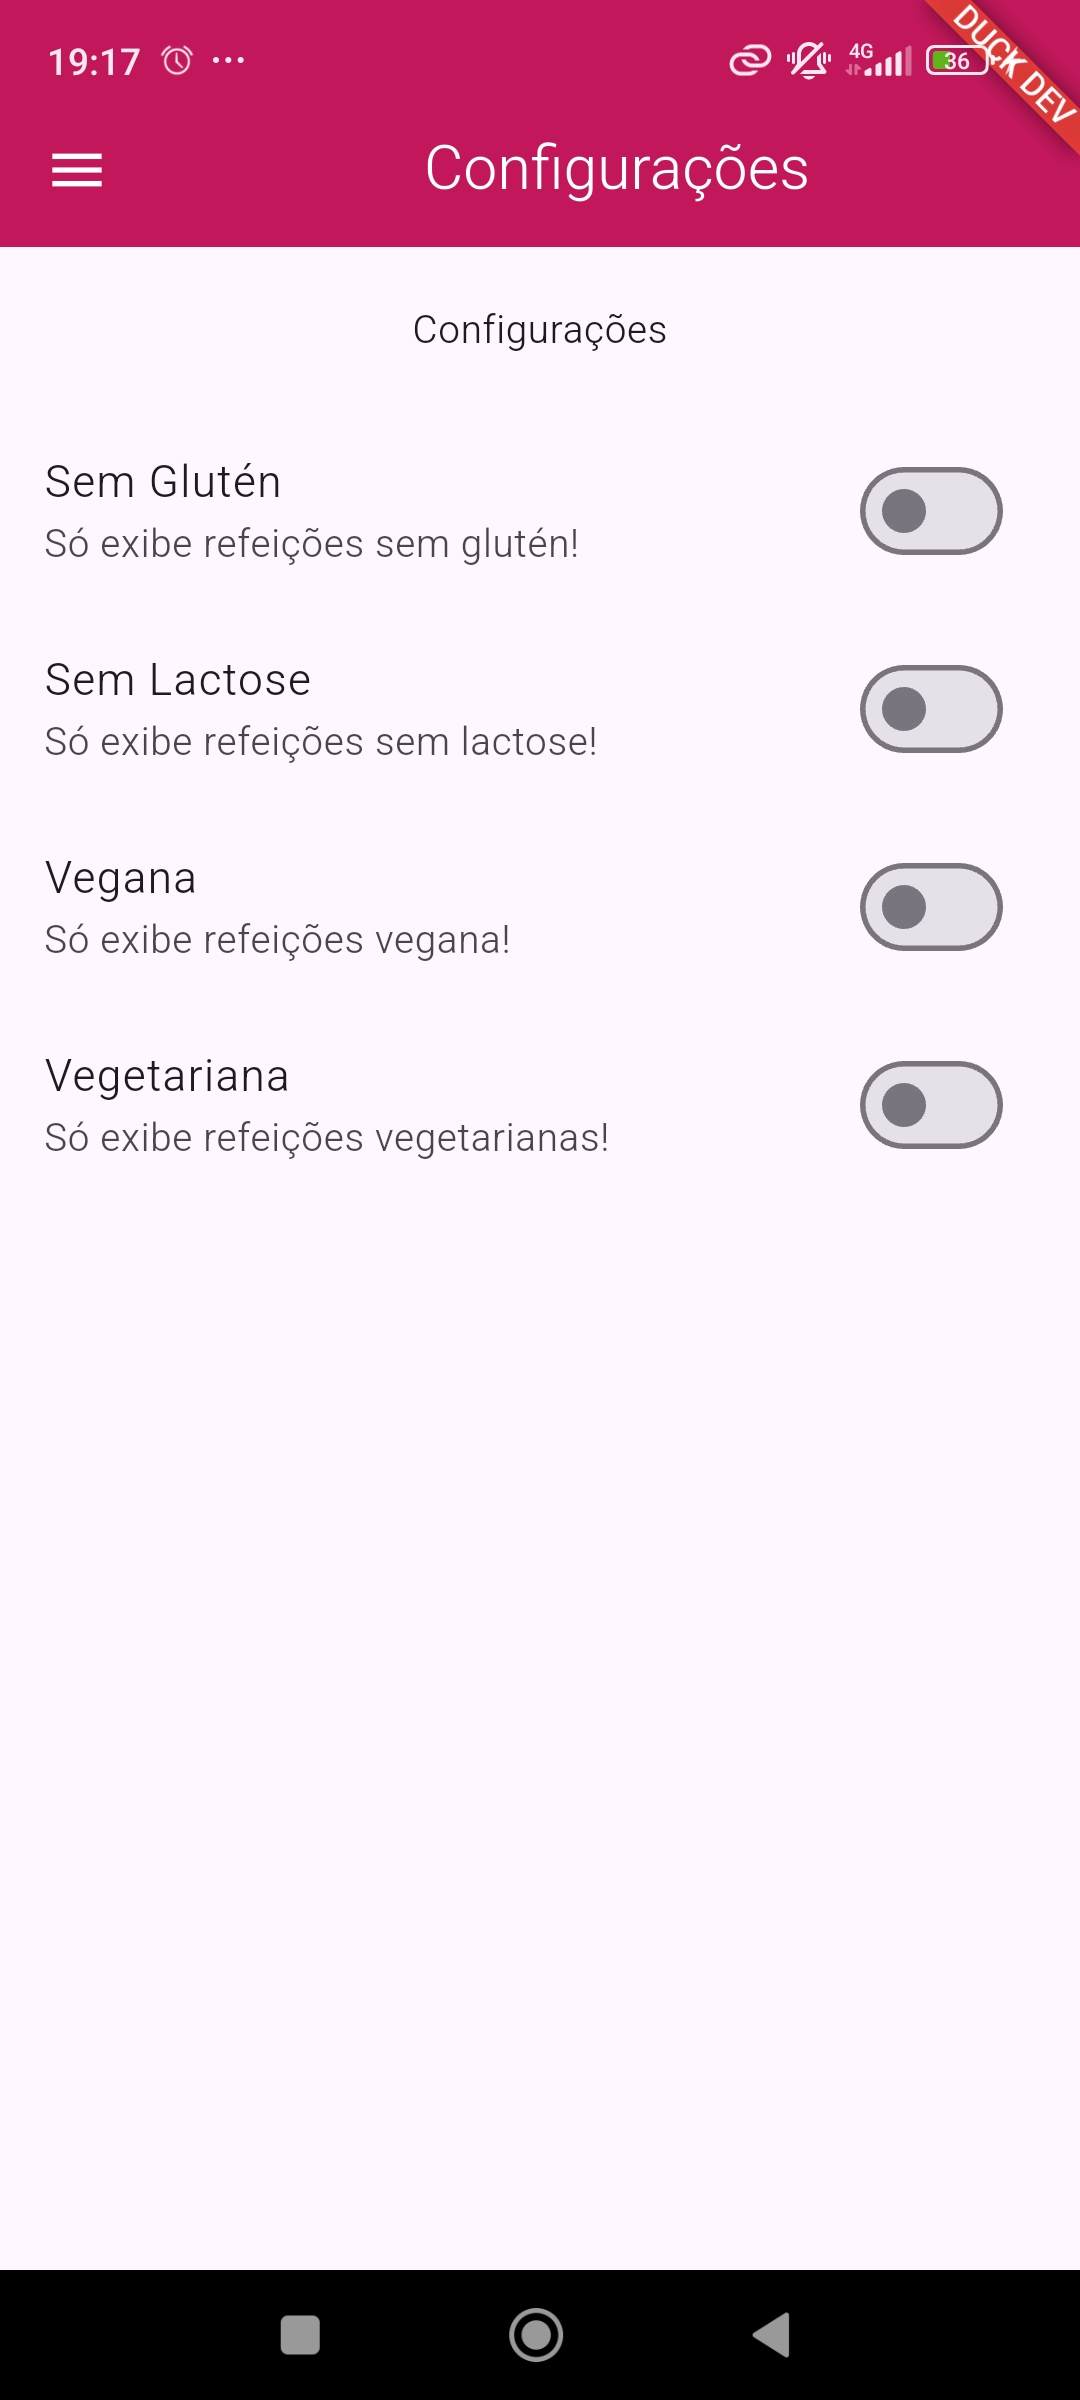 19:17
4G
36
DUCK DEV
Configurações
Configurações
Sem Glutén
Só exibe refeições sem glutén!
Sem Lactose
Só exibe refeições sem lactose!
Vegana
Só exibe refeições vegana!
Vegetariana
Só exibe refeições vegetarianas!